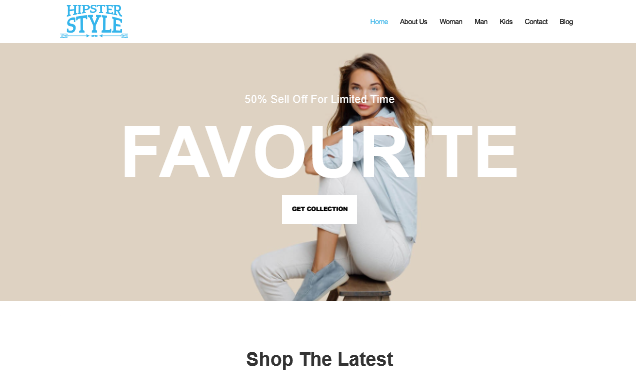 HIPSTER
STYLE
Home About Us Woman Man Kids Contact Blog
50% Sell Off For Limited Time
FAVOURITE
GET COLLECTION
Shop The Latest